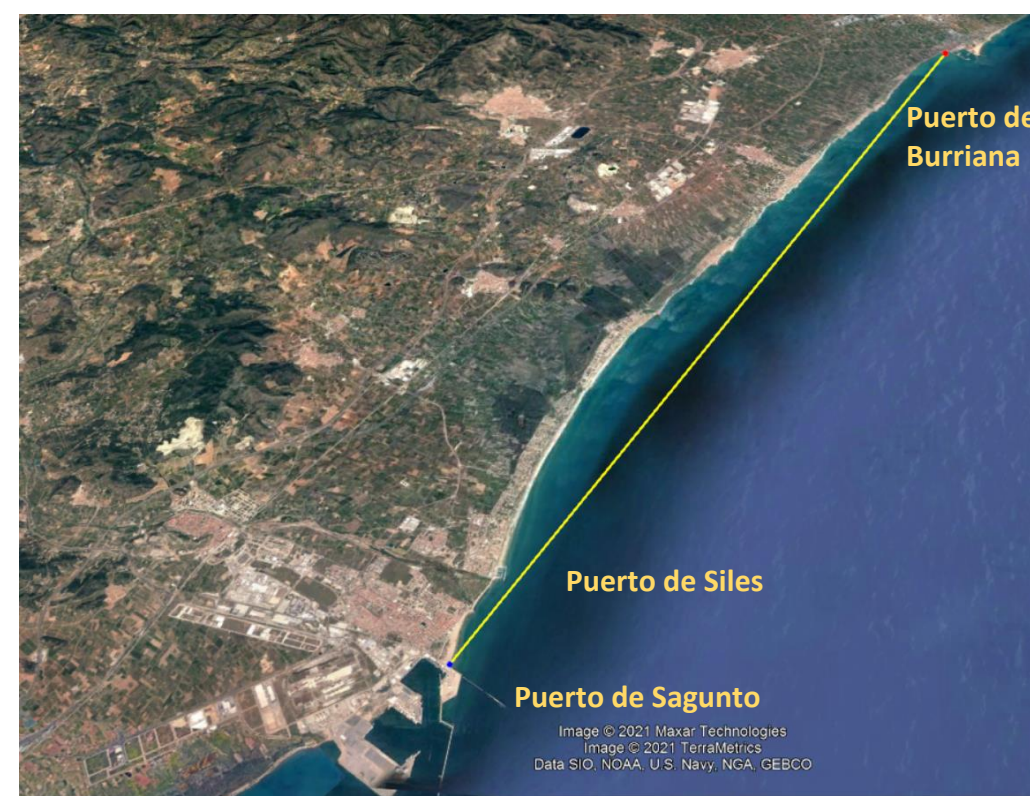 Puerto de
Burriana
Puerto de Siles
Puerto de Sagunto
Image © 2021 Maxar Technologies
Image © 2021 TerraMetrics
Data SIO, NOAA, U.S. Navy, NGA, GEBCO